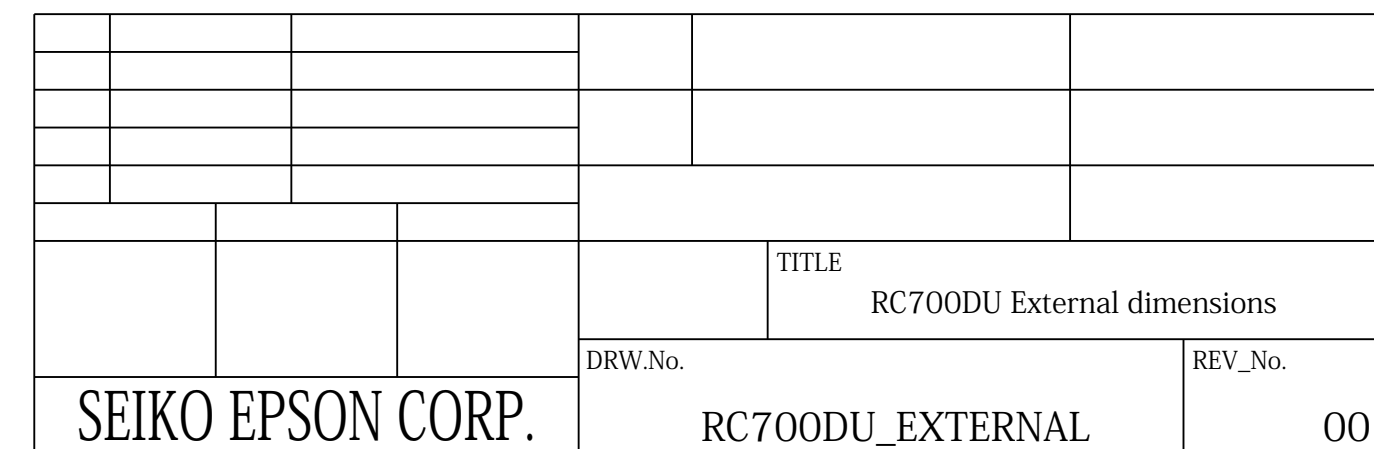 TITLE
RC700DU External dimensions
DRW.No.
REV_No.
SEIKO EPSON CORP.
RC700DU_EXTERNAL
00